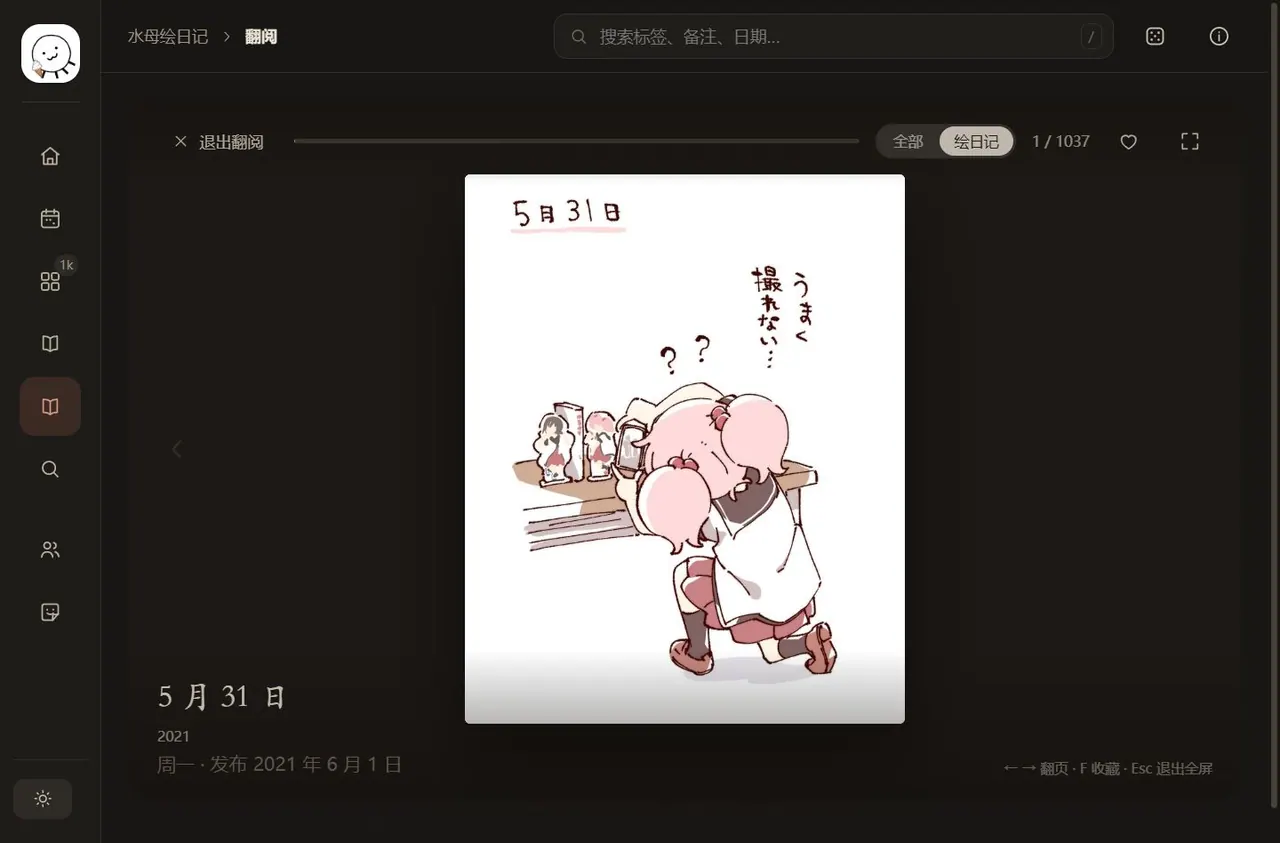 水母绘日记 > 翻阅
搜索标签、备注、日期...
/
1k
退出翻阅
全部
绘日记
1 / 1037
5月31日
うまく
撮れない…
? ?
5 月 31 日
2021
周一 · 发布 2021 年 6 月 1 日
←→ 翻页 · F 收藏 · Esc 退出全屏